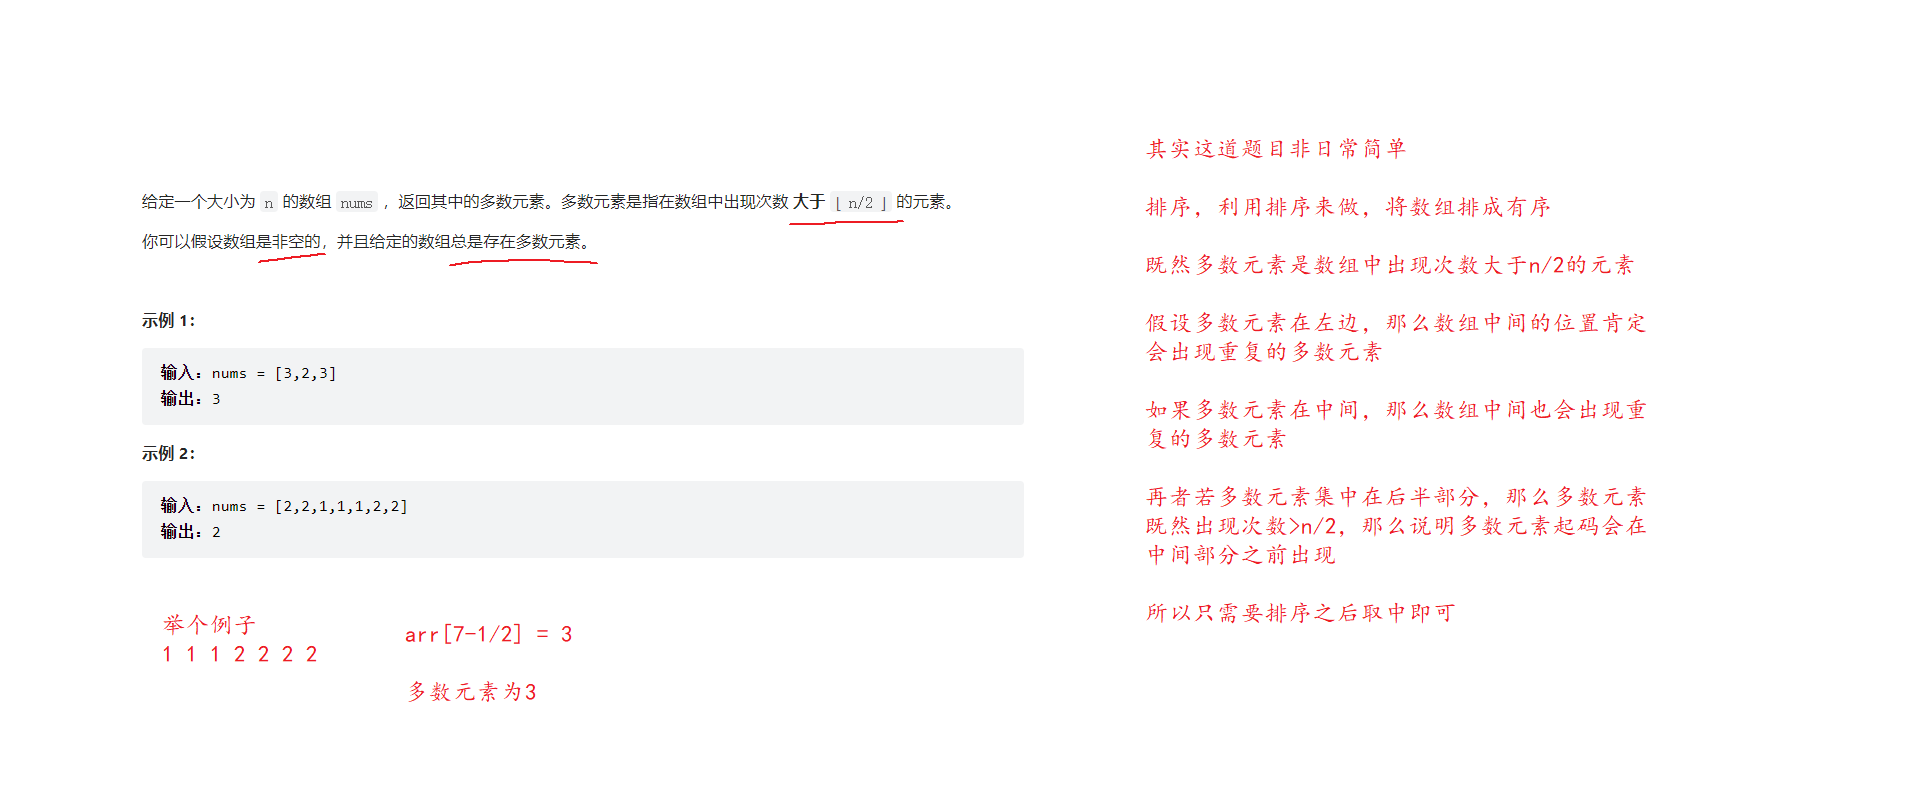 给定一个大小为 n 的数组 nums ，返回其中的多数元素。多数元素是指在数组中出现次数 大于 ⌊ n/2 ⌋ 的元素。
你可以假设数组是非空的，并且给定的数组总是存在多数元素。
示例 1：
输入：nums = [3,2,3]
输出：3
示例 2：
输入：nums = [2,2,1,1,1,2,2]
输出：2
举个例子
1 1 1 2 2 2 2
arr[7-1/2] = 3
多数元素为3
其实这道题目非日常简单
排序，利用排序来做，将数组排成有序
既然多数元素是数组中出现次数大于n/2的元素
假设多数元素在左边，那么数组中间的位置肯定
会出现重复的多数元素
如果多数元素在中间，那么数组中间也会出现重
复的多数元素
再者若多数元素集中在后半部分，那么多数元素
既然出现次数>n/2，那么说明多数元素起码会在
中间部分之前出现
所以只需要排序之后取中即可